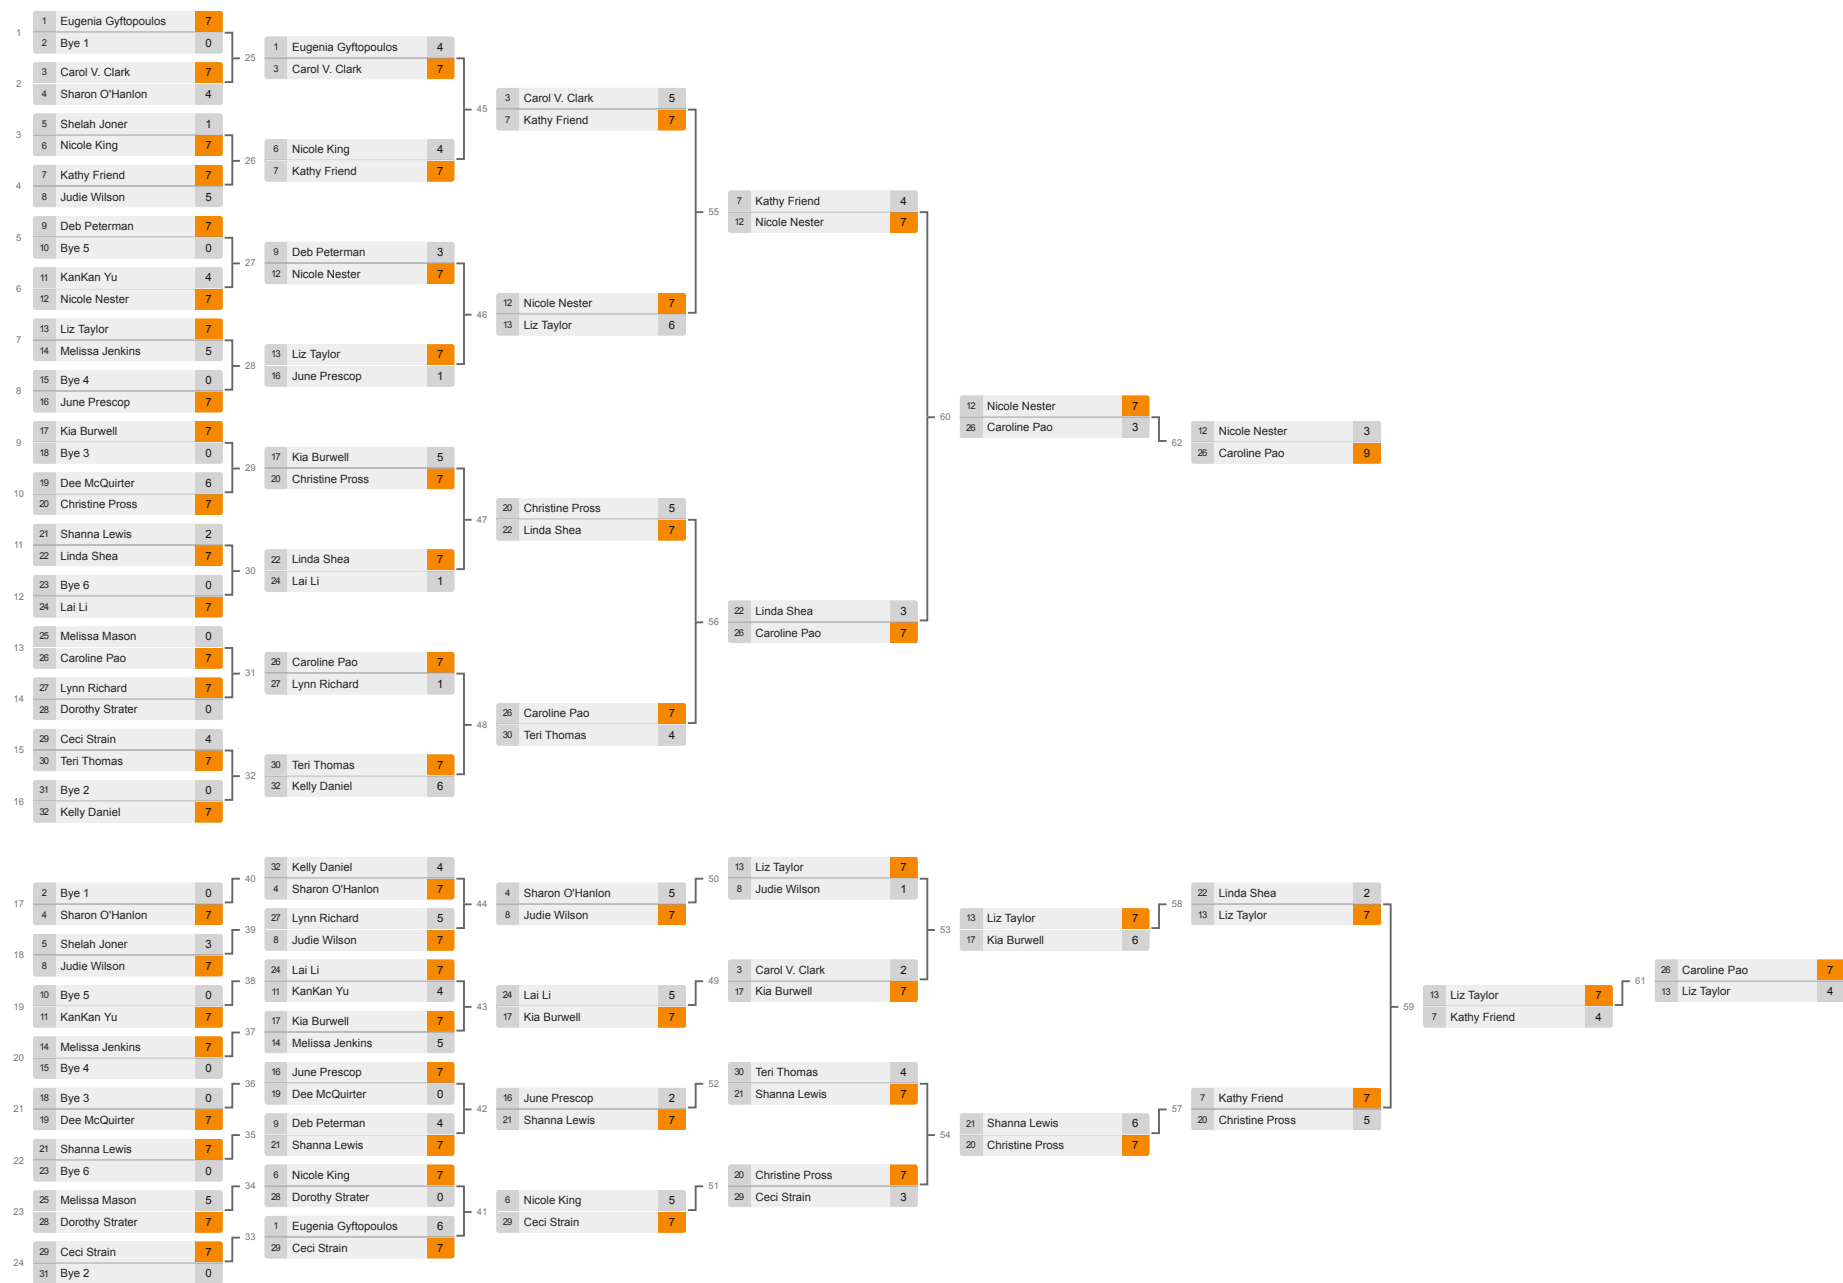 1 Eugenia Gyftopoulos 7
1
2 Bye 1 0
3 Carol V. Clark 7
2
4 Sharon O'Hanlon 4
5 Shelah Joner 1
3
6 Nicole King 7
7 Kathy Friend 7
4
8 Judie Wilson 5
9 Deb Peterman 7
5
10 Bye 5 0
11 KanKan Yu 4
6
12 Nicole Nester 7
13 Liz Taylor 7
7
14 Melissa Jenkins 5
15 Bye 4 0
8
16 June Prescop 7
17 Kia Burwell 7
9
18 Bye 3 0
19 Dee McQuirter 6
10
20 Christine Pross 7
21 Shanna Lewis 2
11
22 Linda Shea 7
23 Bye 6 0
12
24 Lai Li 7
25 Melissa Mason 0
13
26 Caroline Pao 7
27 Lynn Richard 7
14
28 Dorothy Strater 0
29 Ceci Strain 4
15
30 Teri Thomas 7
31 Bye 2 0
16
32 Kelly Daniel 7
1 Eugenia Gyftopoulos 4
25
3 Carol V. Clark 7
6 Nicole King 4
26
7 Kathy Friend 7
9 Deb Peterman 3
27
12 Nicole Nester 7
13 Liz Taylor 7
28
16 June Prescop 1
17 Kia Burwell 5
29
20 Christine Pross 7
22 Linda Shea 7
30
24 Lai Li 1
26 Caroline Pao 7
31
27 Lynn Richard 1
30 Teri Thomas 7
32
32 Kelly Daniel 6
3 Carol V. Clark 5
45
7 Kathy Friend 7
12 Nicole Nester 7
46
13 Liz Taylor 6
20 Christine Pross 5
47
22 Linda Shea 7
26 Caroline Pao 7
48
30 Teri Thomas 4
7 Kathy Friend 4
55
12 Nicole Nester 7
22 Linda Shea 3
56
26 Caroline Pao 7
12 Nicole Nester 7
60
26 Caroline Pao 3
12 Nicole Nester 3
62
26 Caroline Pao 9
2 Bye 1 0
17
4 Sharon O'Hanlon 7
5 Shelah Joner 3
18
8 Judie Wilson 7
10 Bye 5 0
19
11 KanKan Yu 7
14 Melissa Jenkins 7
20
15 Bye 4 0
18 Bye 3 0
21
19 Dee McQuirter 7
21 Shanna Lewis 7
22
23 Bye 6 0
25 Melissa Mason 5
23
28 Dorothy Strater 7
29 Ceci Strain 7
24
31 Bye 2 0
32 Kelly Daniel 4
40
4 Sharon O'Hanlon 7
27 Lynn Richard 5
39
8 Judie Wilson 7
24 Lai Li 7
38
11 KanKan Yu 4
17 Kia Burwell 7
37
14 Melissa Jenkins 5
16 June Prescop 7
36
19 Dee McQuirter 0
9 Deb Peterman 4
35
21 Shanna Lewis 7
6 Nicole King 7
34
28 Dorothy Strater 0
1 Eugenia Gyftopoulos 6
33
29 Ceci Strain 7
4 Sharon O'Hanlon 5
44
8 Judie Wilson 7
24 Lai Li 5
43
17 Kia Burwell 7
16 June Prescop 2
42
21 Shanna Lewis 7
6 Nicole King 5
41
29 Ceci Strain 7
13 Liz Taylor 7
50
8 Judie Wilson 1
3 Carol V. Clark 2
49
17 Kia Burwell 7
30 Teri Thomas 4
52
21 Shanna Lewis 7
20 Christine Pross 7
51
29 Ceci Strain 3
13 Liz Taylor 7
53
17 Kia Burwell 6
21 Shanna Lewis 6
54
20 Christine Pross 7
22 Linda Shea 2
58
13 Liz Taylor 7
7 Kathy Friend 7
57
20 Christine Pross 5
13 Liz Taylor 7
59
7 Kathy Friend 4
26 Caroline Pao 7
61
13 Liz Taylor 4